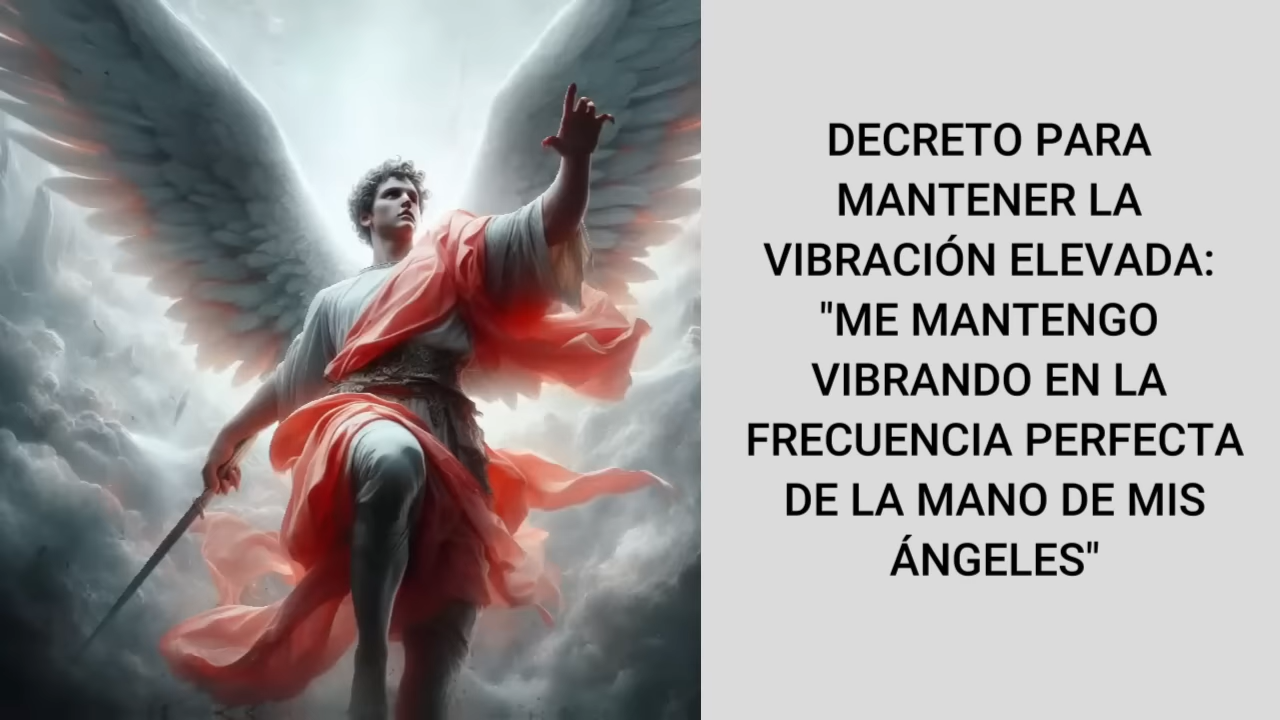 DECRETO PARA
MANTENER LA
VIBRACIÓN ELEVADA:
"ME MANTENGO
VIBRANDO EN LA
FRECUENCIA PERFECTA
DE LA MANO DE MIS
ÁNGELES"